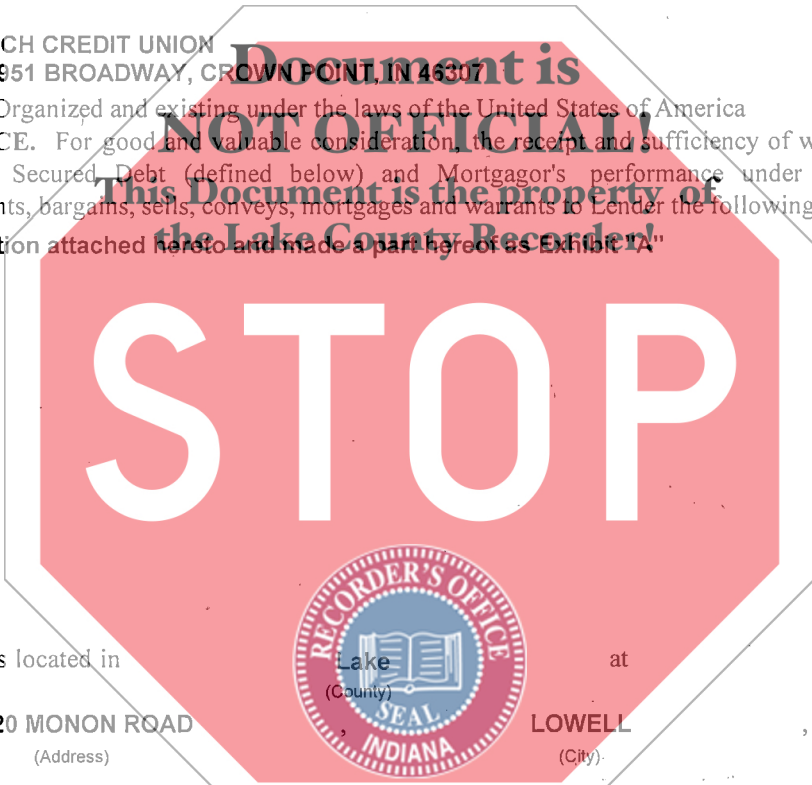 CH CREDIT UNION
Document is
951 BROADWAY, CROWN POINT, IN 46307
Organized and existing under the laws of the United States of America
NOT OFFICIAL!
CE. For good and valuable consideration, the receipt and sufficiency of w
Secured Debt (defined below) and Mortgagor's performance under
This Document is the property of
nts, bargains, sells, conveys, mortgages and warrants to Lender the following
the Lake County Recorder!
tion attached hereto and made a part hereof as Exhibit "A"
STOP
RECORDER'S OFFICE
SEAL
INDIANA
s located in Lake at
(County)
20 MONON ROAD , LOWELL ,
(Address) (City)